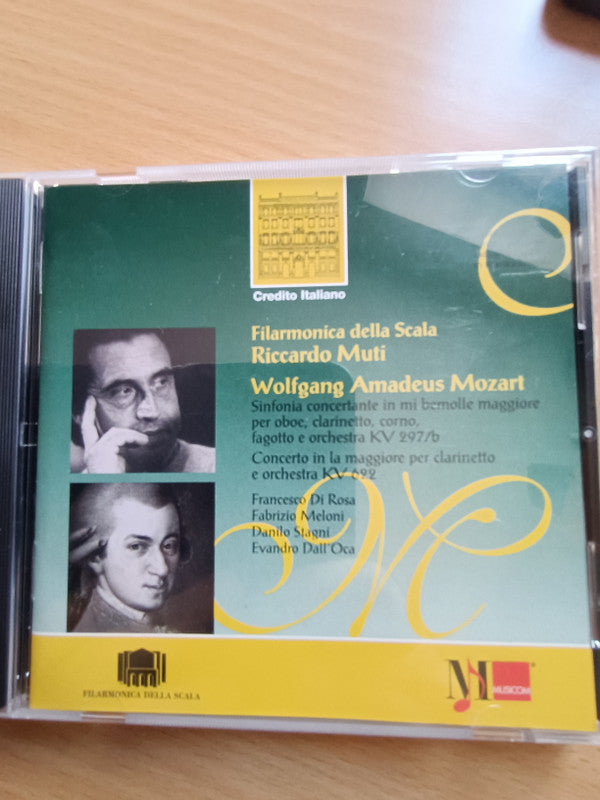 Credito Italiano
Filarmonica della Scala
Riccardo Muti
Wolfgang Amadeus Mozart
Sinfonia concertante in mi bemolle maggiore
per oboe, clarinetto, corno,
fagotto e orchestra KV 297/b
Concerto in la maggiore per clarinetto
e orchestra KV 622
Francesco Di Rosa
Fabrizio Meloni
Danilo Stagni
Evandro Dall'Oca
FILARMONICA DELLA SCALA
M MUSICOM